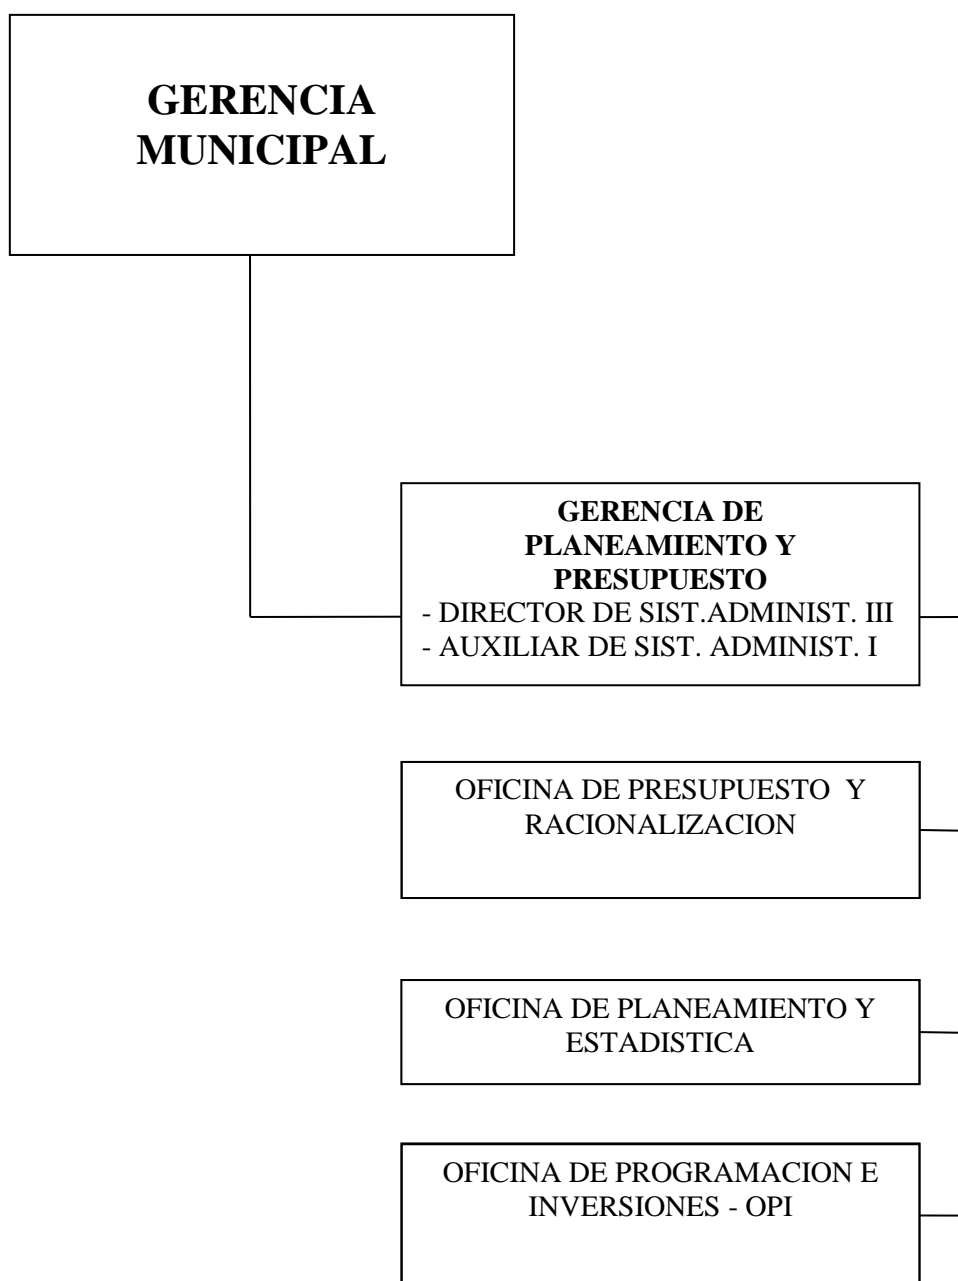 GERENCIA
MUNICIPAL
GERENCIA DE
PLANEAMIENTO Y
PRESUPUESTO
- DIRECTOR DE SIST.ADMINIST. III
- AUXILIAR DE SIST. ADMINIST. I
OFICINA DE PRESUPUESTO  Y
RACIONALIZACION
OFICINA DE PLANEAMIENTO Y
ESTADISTICA
OFICINA DE PROGRAMACION E
INVERSIONES - OPI